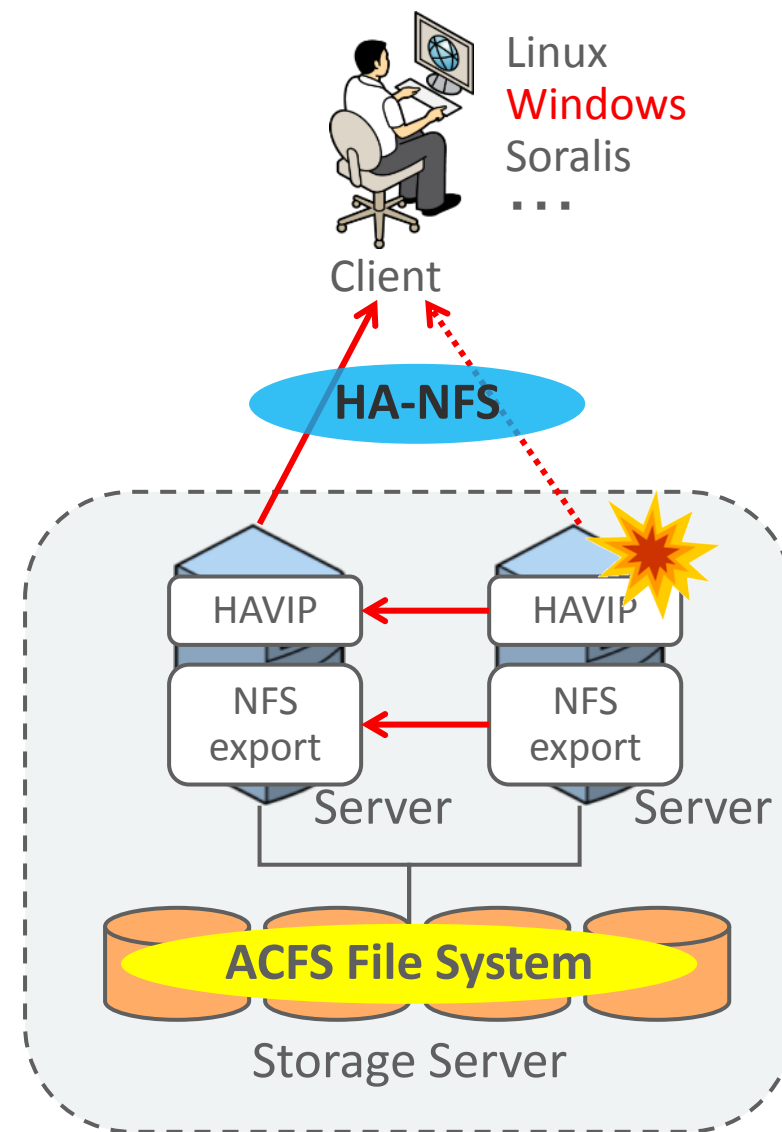 Linux
Windows
Soralis
...
Client
HA-NFS
HAVIP
HAVIP
NFS
export
NFS
export
Server
Server
ACFS File System
Storage Server